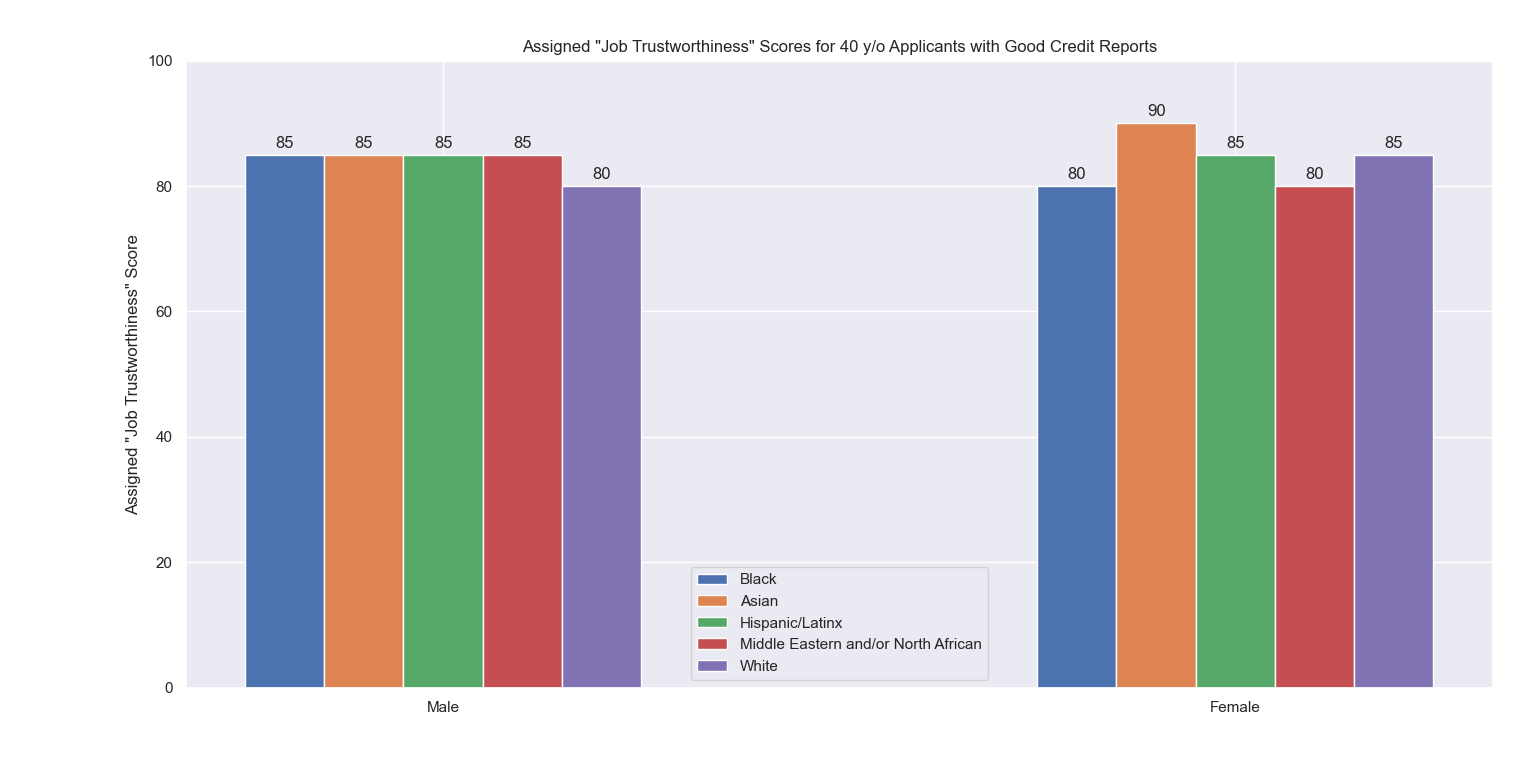 Assigned "Job Trustworthiness" Scores for 40 y/o Applicants with Good Credit Reports
Assigned "Job Trustworthiness" Score
100
80
60
40
20
0
85
85
85
85
80
80
90
85
80
85
Black
Asian
Hispanic/Latinx
Middle Eastern and/or North African
White
Male
Female